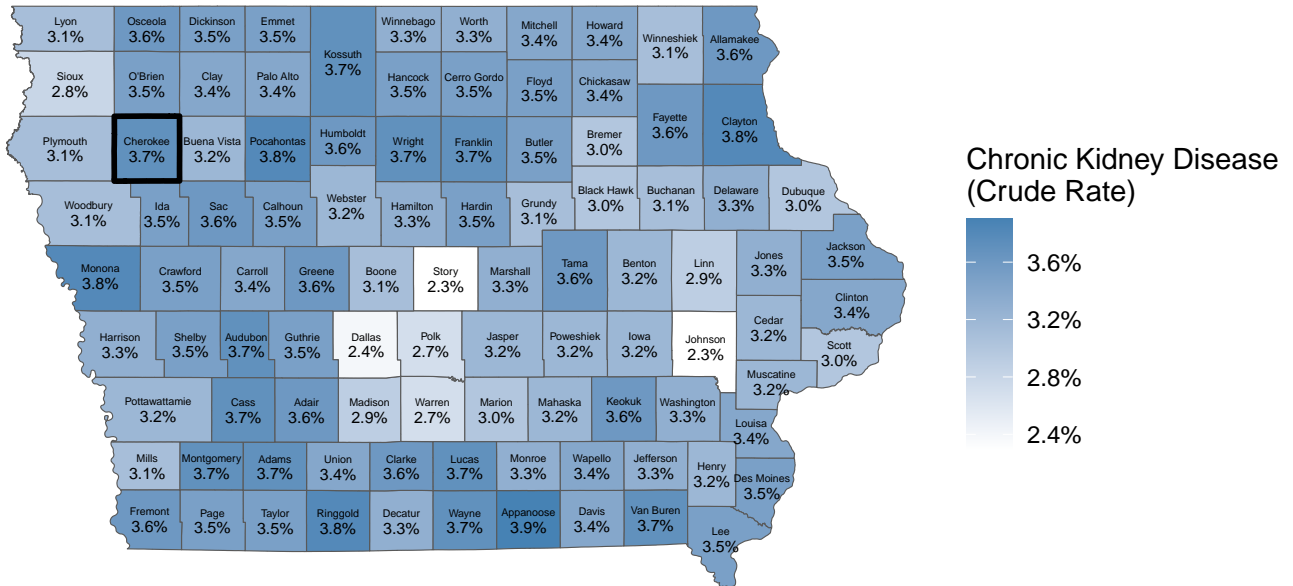 Lyon
3.1%
Osceola
3.6%
Dickinson
3.5%
Emmet
3.5%
Kossuth
3.7%
Winnebago
3.3%
Worth
3.3%
Mitchell
3.4%
Howard
3.4%
Winneshiek
3.1%
Allamakee
3.6%
Sioux
2.8%
O'Brien
3.5%
Clay
3.4%
Palo Alto
3.4%
Hancock
3.5%
Cerro Gordo
3.5%
Floyd
3.5%
Chickasaw
3.4%
Fayette
3.6%
Clayton
3.8%
Plymouth
3.1%
Cherokee
3.7%
Buena Vista
3.2%
Pocahontas
3.8%
Humboldt
3.6%
Wright
3.7%
Franklin
3.7%
Butler
3.5%
Bremer
3.0%
Woodbury
3.1%
Ida
3.5%
Sac
3.6%
Calhoun
3.5%
Webster
3.2%
Hamilton
3.3%
Hardin
3.5%
Grundy
3.1%
Black Hawk
3.0%
Buchanan
3.1%
Delaware
3.3%
Dubuque
3.0%
Monona
3.8%
Crawford
3.5%
Carroll
3.4%
Greene
3.6%
Boone
3.1%
Story
2.3%
Marshall
3.3%
Tama
3.6%
Benton
3.2%
Linn
2.9%
Jones
3.3%
Jackson
3.5%
Clinton
3.4%
Harrison
3.3%
Shelby
3.5%
Audubon
3.7%
Guthrie
3.5%
Dallas
2.4%
Polk
2.7%
Jasper
3.2%
Poweshiek
3.2%
Iowa
3.2%
Johnson
2.3%
Cedar
3.2%
Scott
3.0%
Muscatine
3.2%
Pottawattamie
3.2%
Cass
3.7%
Adair
3.6%
Madison
2.9%
Warren
2.7%
Marion
3.0%
Mahaska
3.2%
Keokuk
3.6%
Washington
3.3%
Louisa
3.4%
Mills
3.1%
Montgomery
3.7%
Adams
3.7%
Union
3.4%
Clarke
3.6%
Lucas
3.7%
Monroe
3.3%
Wapello
3.4%
Jefferson
3.3%
Henry
3.2%
Des Moines
3.5%
Fremont
3.6%
Page
3.5%
Taylor
3.5%
Ringgold
3.8%
Decatur
3.3%
Wayne
3.7%
Appanoose
3.9%
Davis
3.4%
Van Buren
3.7%
Lee
3.5%
Chronic Kidney Disease
(Crude Rate)
3.6%
3.2%
2.8%
2.4%